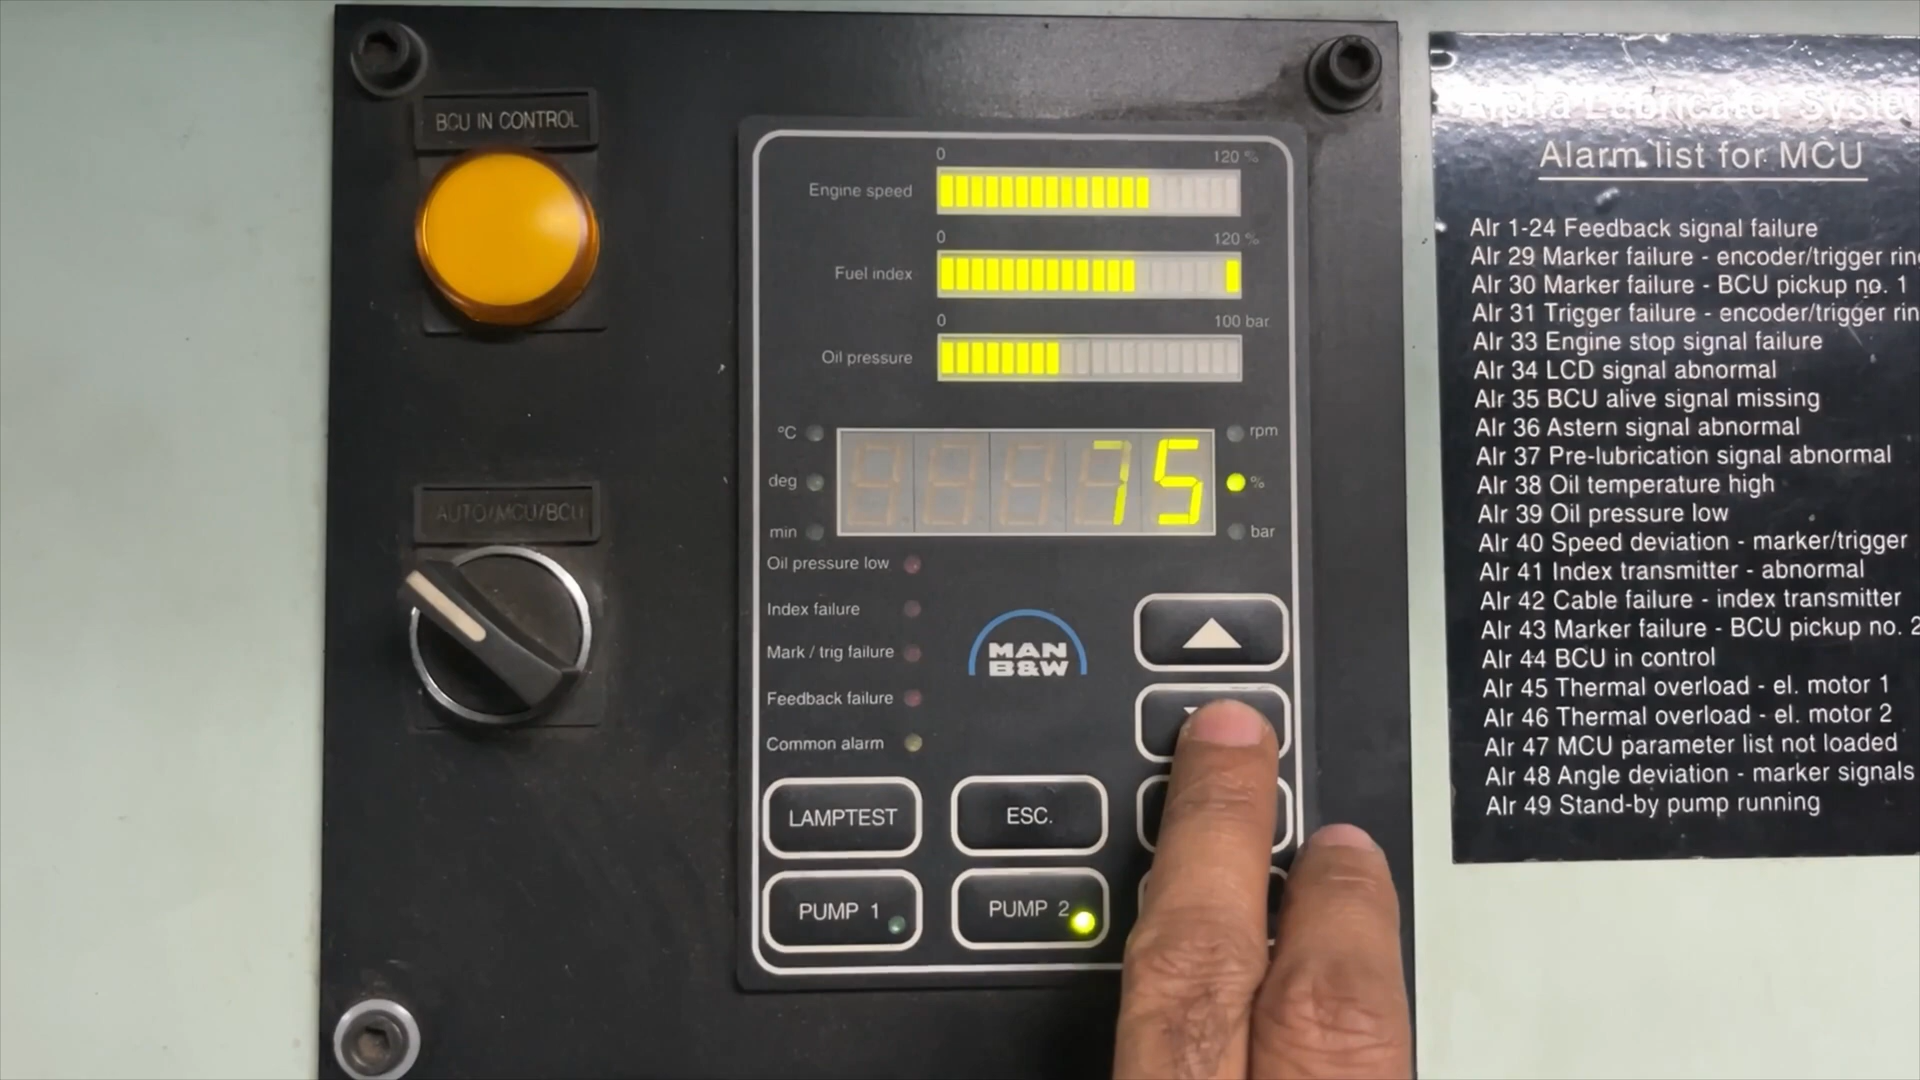 BCU IN CONTROL
AUTO/MCU/BCU
0 120 %
Engine speed
0 120 %
Fuel index
0 100 bar
Oil pressure
°C
deg
min
75
rpm
%
bar
Oil pressure low
Index failure
Mark / trig failure
Feedback failure
Common alarm
MAN
B&W
LAMPTEST
ESC.
PUMP 1
PUMP 2
Alpha Lubricator System
Alarm list for MCU
Alr 1-24 Feedback signal failure
Alr 29 Marker failure - encoder/trigger rin
Alr 30 Marker failure - BCU pickup no. 1
Alr 31 Trigger failure - encoder/trigger rin
Alr 33 Engine stop signal failure
Alr 34 LCD signal abnormal
Alr 35 BCU alive signal missing
Alr 36 Astern signal abnormal
Alr 37 Pre-lubrication signal abnormal
Alr 38 Oil temperature high
Alr 39 Oil pressure low
Alr 40 Speed deviation - marker/trigger
Alr 41 Index transmitter - abnormal
Alr 42 Cable failure - index transmitter
Alr 43 Marker failure - BCU pickup no. 2
Alr 44 BCU in control
Alr 45 Thermal overload - el. motor 1
Alr 46 Thermal overload - el. motor 2
Alr 47 MCU parameter list not loaded
Alr 48 Angle deviation - marker signals
Alr 49 Stand-by pump running